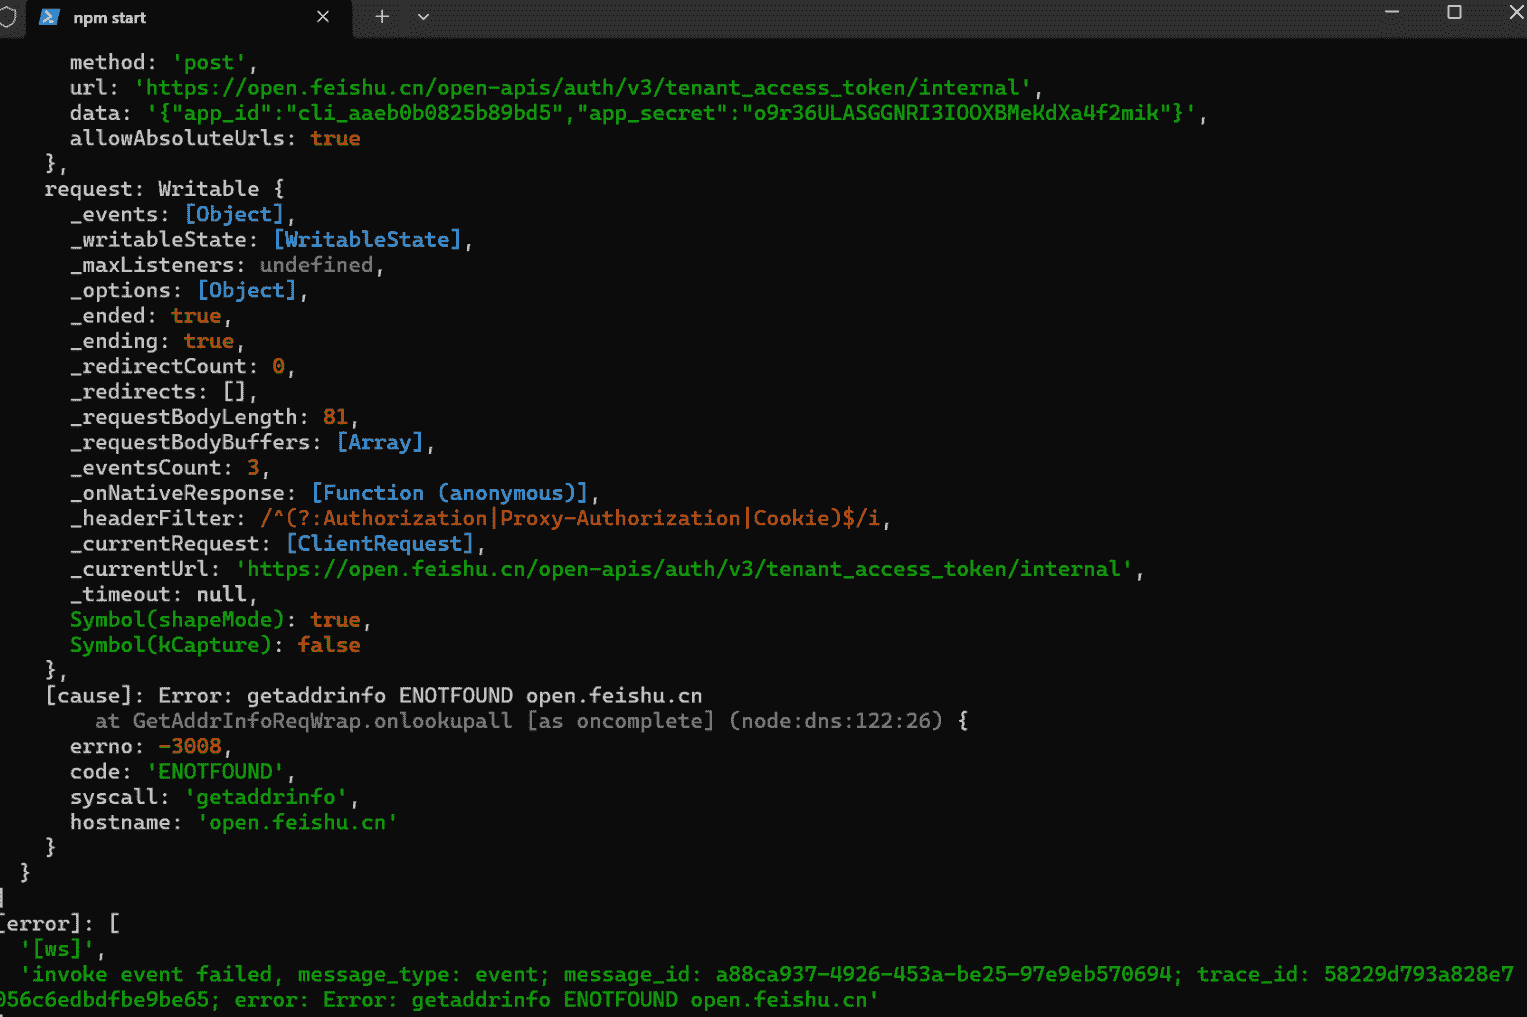 npm start
method: 'post',
url: 'https://open.feishu.cn/open-apis/auth/v3/tenant_access_token/internal',
data: '{"app_id":"cli_aaeb0b0825b89bd5","app_secret":"o9r36ULASGGNRI3IOOXBMeKdXa4f2mik"}',
allowAbsoluteUrls: true
},
request: Writable {
_events: [Object],
_writableState: [WritableState],
_maxListeners: undefined,
_options: [Object],
_ended: true,
_ending: true,
_redirectCount: 0,
_redirects: [],
_requestBodyLength: 81,
_requestBodyBuffers: [Array],
_eventsCount: 3,
_onNativeResponse: [Function (anonymous)],
_headerFilter: /^(?:Authorization|Proxy-Authorization|Cookie)$/i,
_currentRequest: [ClientRequest],
_currentUrl: 'https://open.feishu.cn/open-apis/auth/v3/tenant_access_token/internal',
_timeout: null,
Symbol(shapeMode): true,
Symbol(kCapture): false
},
[cause]: Error: getaddrinfo ENOTFOUND open.feishu.cn
at GetAddrInfoReqWrap.onlookupall [as oncomplete] (node:dns:122:26) {
errno: -3008,
code: 'ENOTFOUND',
syscall: 'getaddrinfo',
hostname: 'open.feishu.cn'
}
}
]
[error]: [
'[ws]',
'invoke event failed, message_type: event; message_id: a88ca937-4926-453a-be25-97e9eb570694; trace_id: 58229d793a828e7
056c6edbdfbe9be65; error: Error: getaddrinfo ENOTFOUND open.feishu.cn'